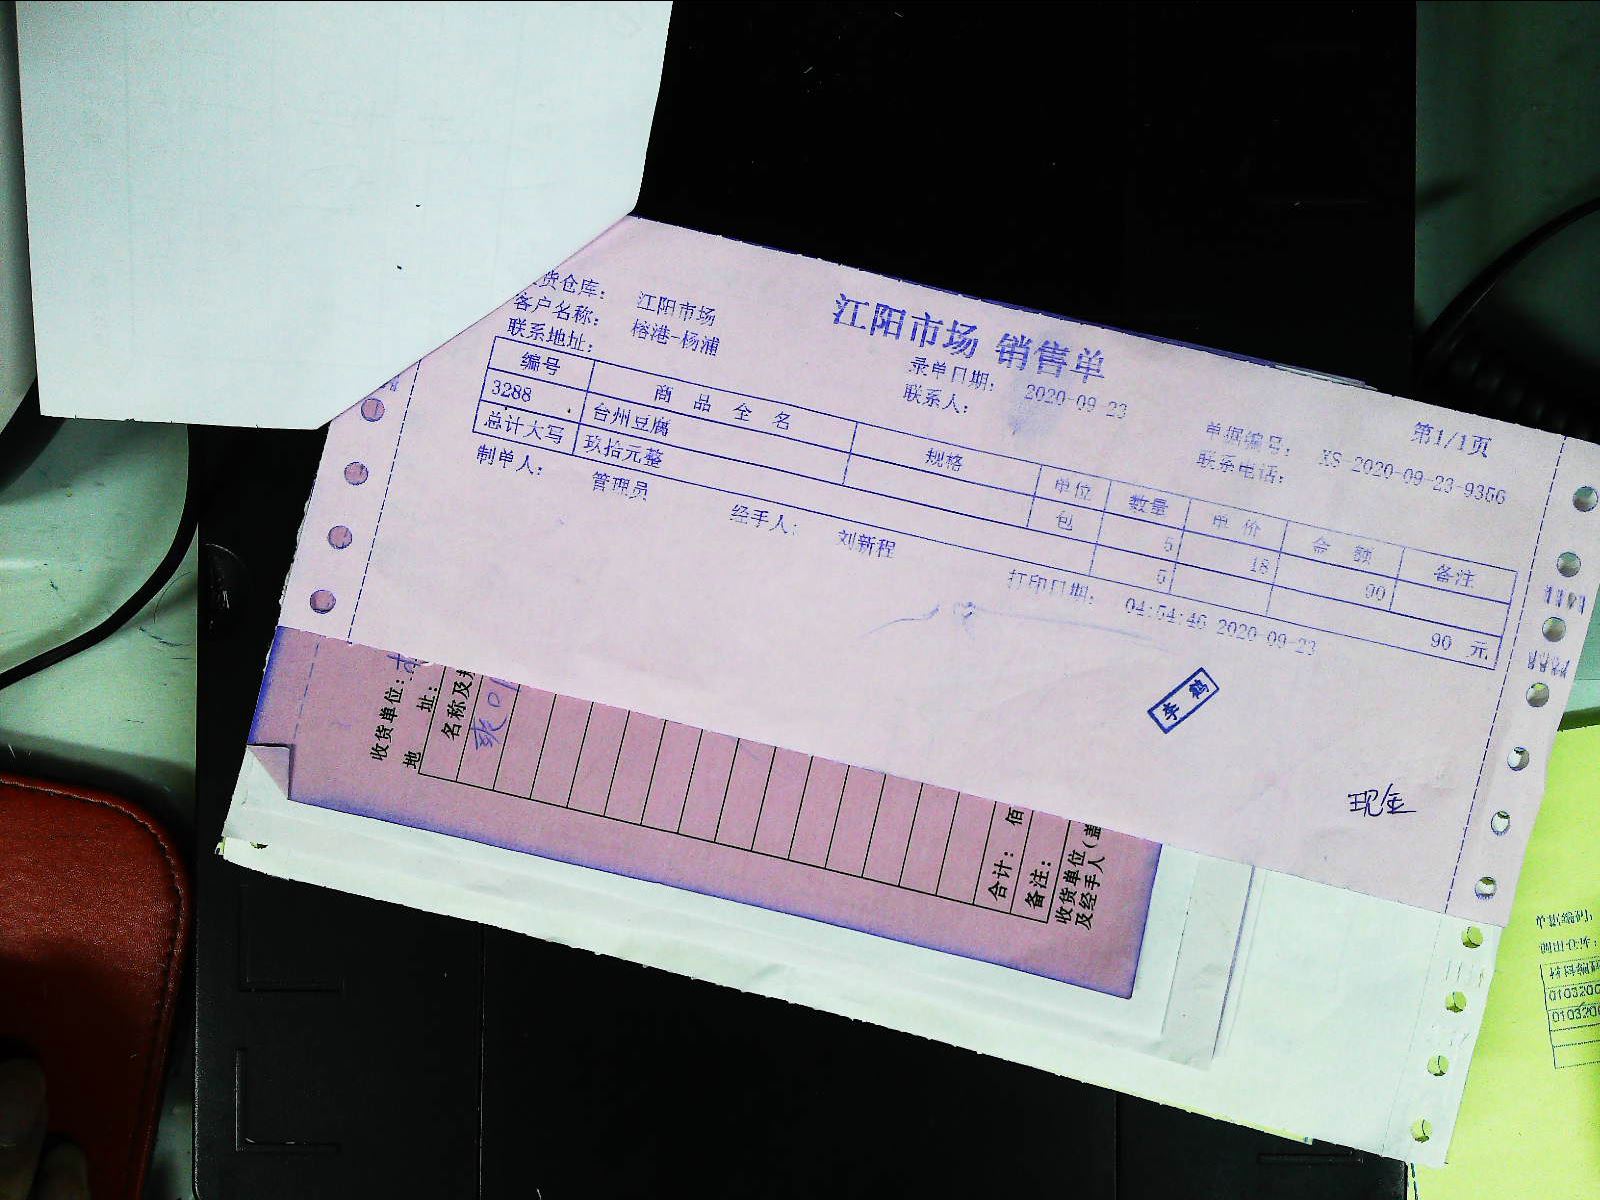 江阳市场 销售单
货仓库： 江阳市场
客户名称： 榕港-杨浦
联系地址：
录单日期： 2020-09-23
联系人：
第1/1页
单据编号： XS-2020-09-23-9366
联系电话：
编号 商品全名 规格 单位 数量 单价 金额 备注
3288 台州豆腐 包 5 18 90
总计大写 玖拾元整 5 90 元
制单人： 管理员 经手人： 刘新程 打印日期： 04:54:46 2020-09-23
李鹤
现金
收货单位：
地 址：
名称及
合计： 佰
备注：
收货单位（盖
及经手人
010320
010320